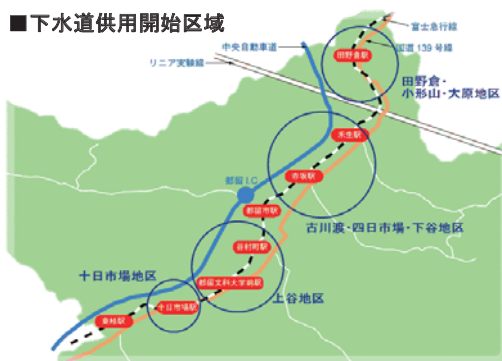 ■下水道供用開始区域
富士急行線
国道139号線
中央自動車道
リニア実験線
田野倉駅
田野倉・
小形山・大原地区
禾生駅
赤坂駅
都留I.C
都留市駅
古川渡・四日市場・下谷地区
谷村町駅
十日市場地区
都留文科大学前駅
上谷地区
十日市場駅
東桂駅